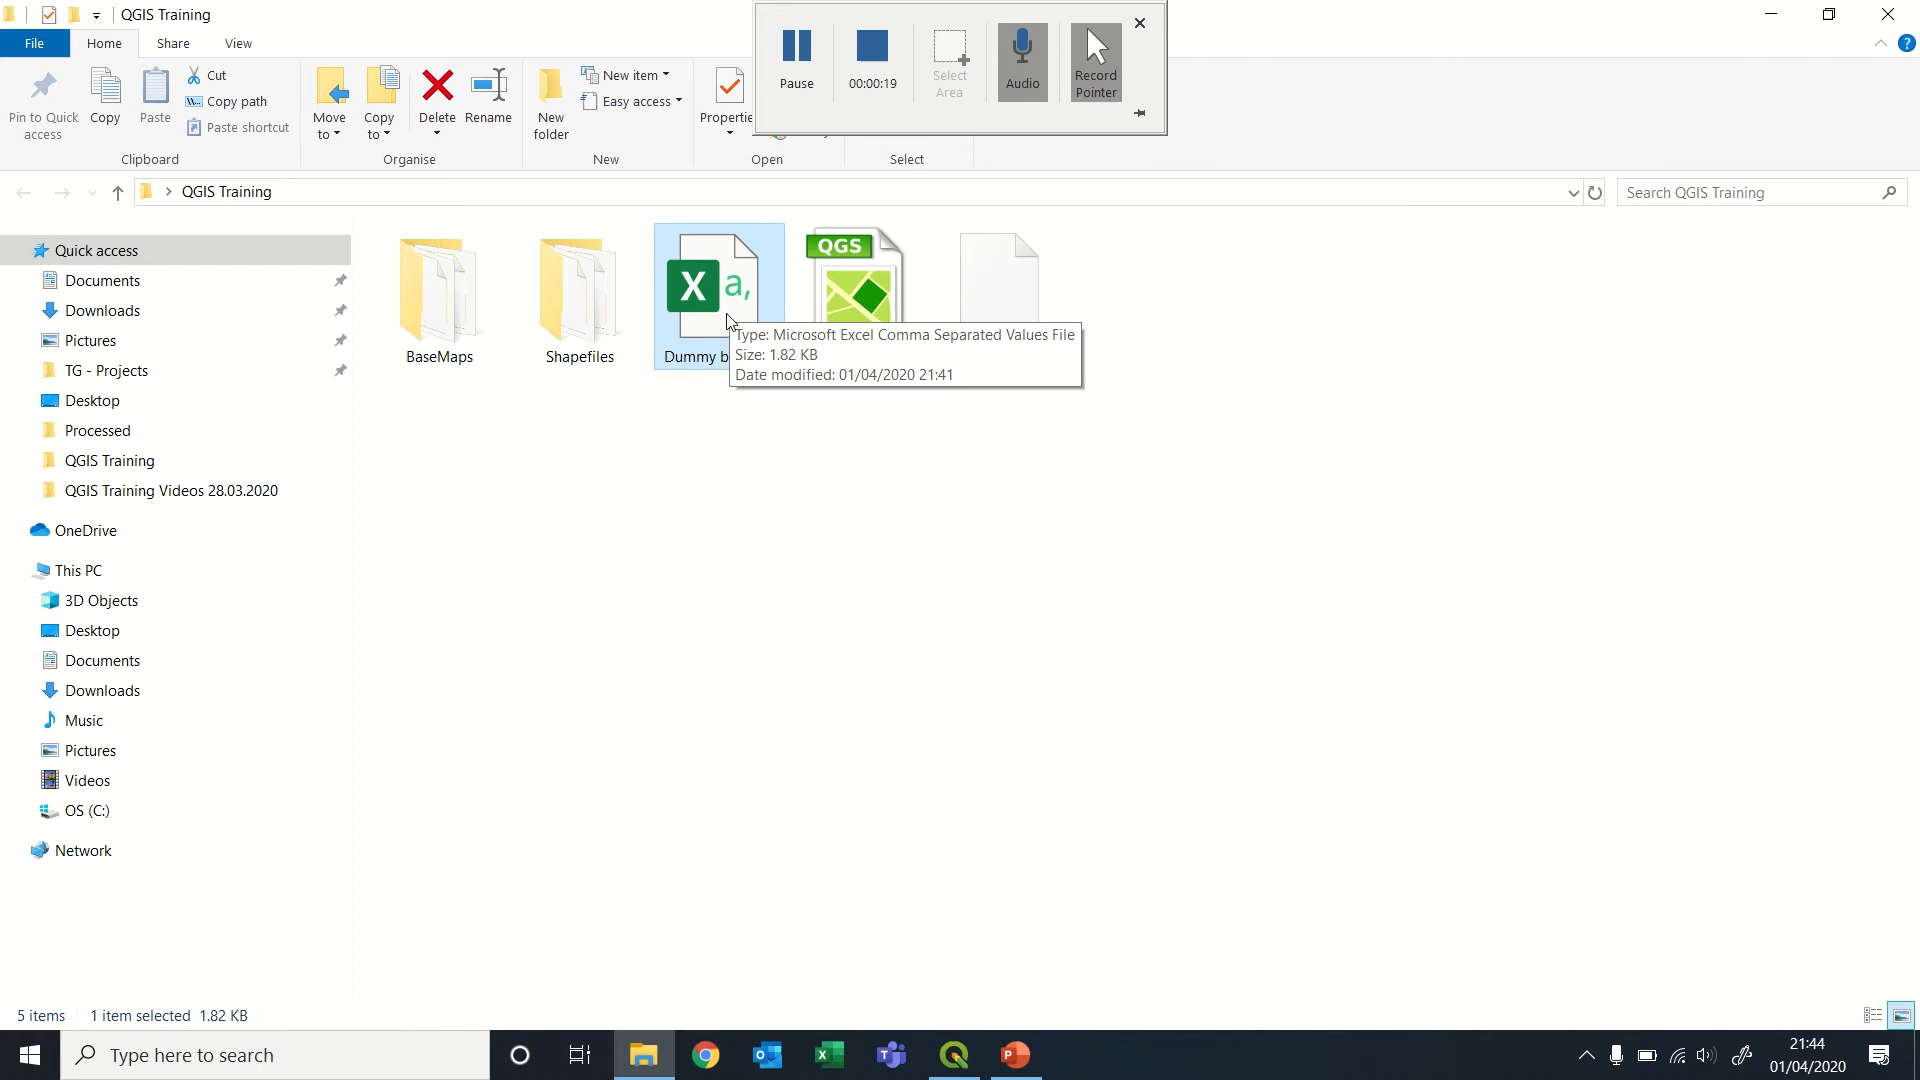 QGIS Training
File
Home
Share
View
Pin to Quick access
Copy
Paste
Cut
Copy path
Paste shortcut
Clipboard
Move to
Copy to
Delete
Rename
Organise
New folder
New item
Easy access
New
Open
Select
Pause
00:00:19
Select Area
Audio
Record Pointer
QGIS Training
Search QGIS Training
Quick access
Documents
Downloads
Pictures
TG - Projects
Desktop
Processed
QGIS Training
QGIS Training Videos 28.03.2020
OneDrive
This PC
3D Objects
Desktop
Documents
Downloads
Music
Pictures
Videos
OS (C:)
Network
BaseMaps
Shapefiles
X a,
Dummy
QGS
Type: Microsoft Excel Comma Separated Values File
Size: 1.82 KB
Date modified: 01/04/2020 21:41
5 items 1 item selected 1.82 KB
Type here to search
21:44
01/04/2020